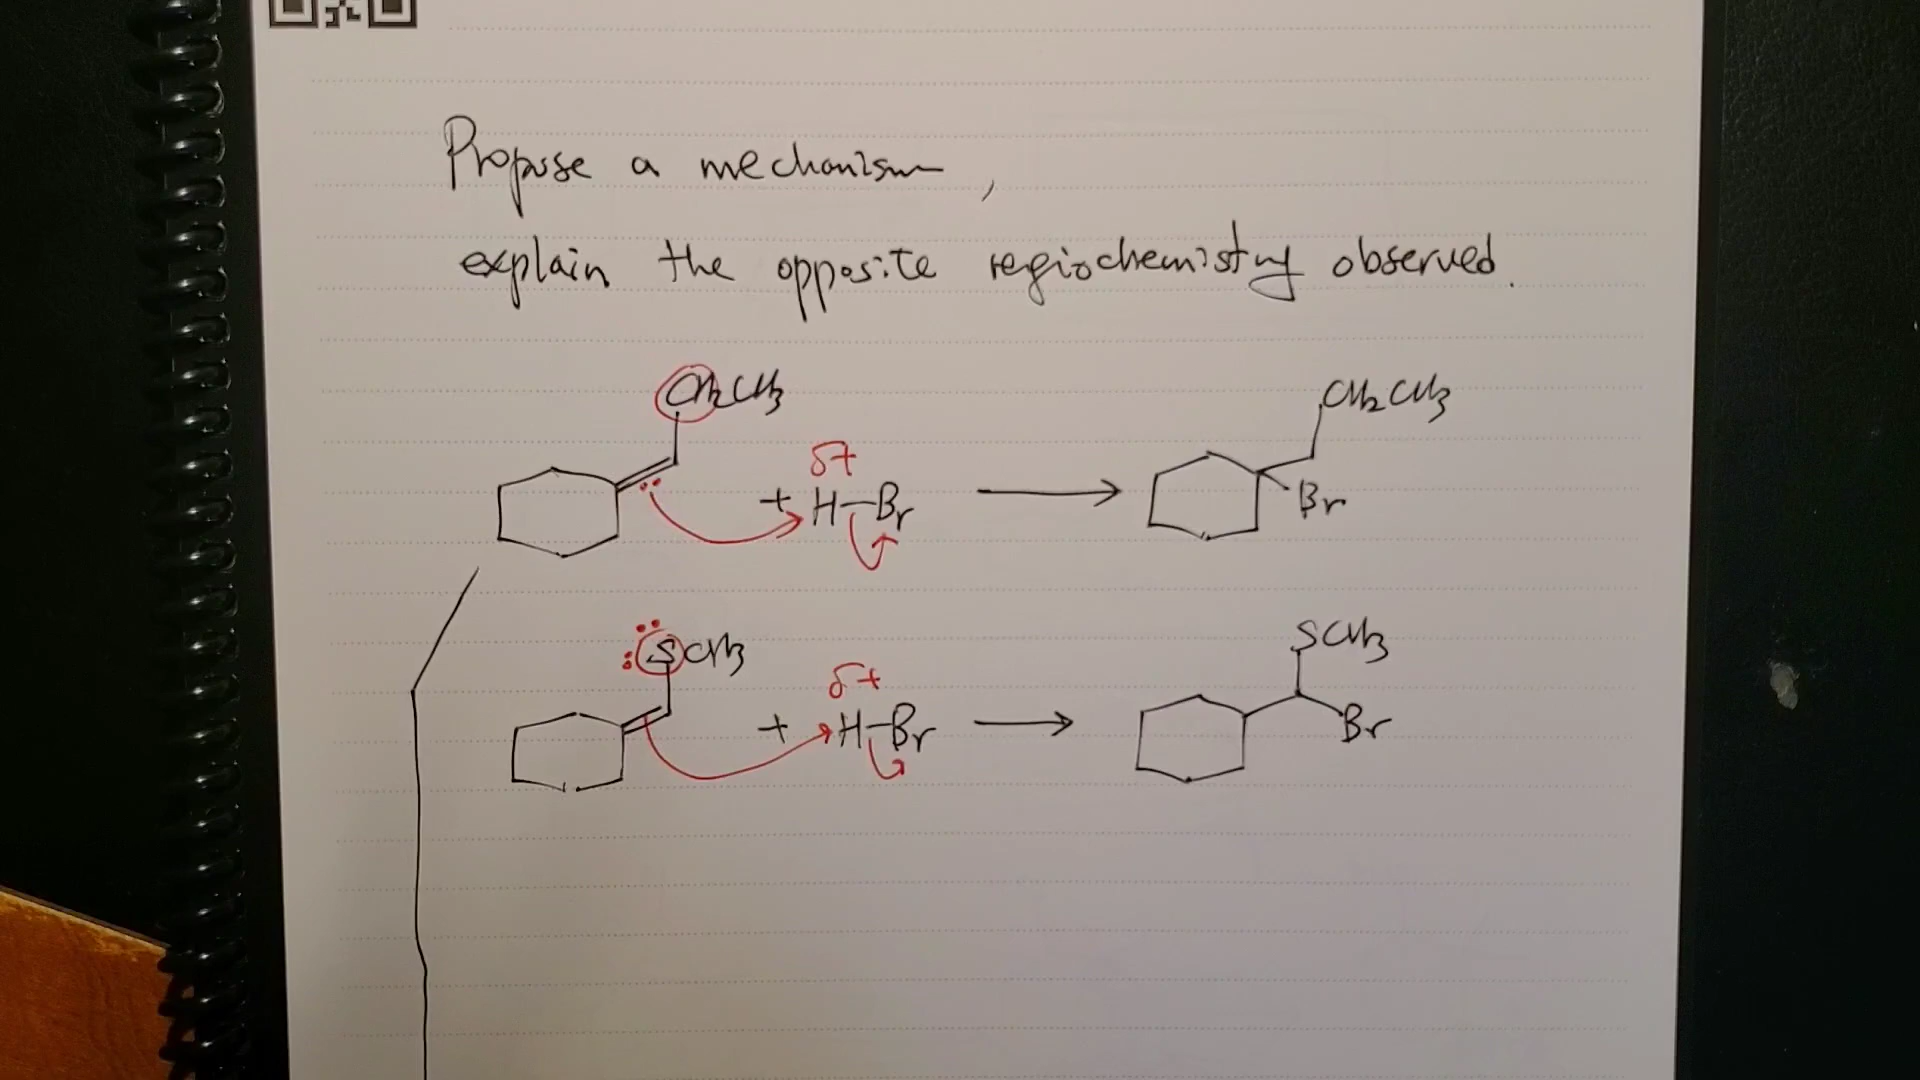 Propose a mechanism,
explain the opposite regiochemistry observed.
CH₂CH₃
CH₂CH₃
δ+
+ H-Br
Br
SCH₃
SCH₃
δ+
+ H-Br
Br